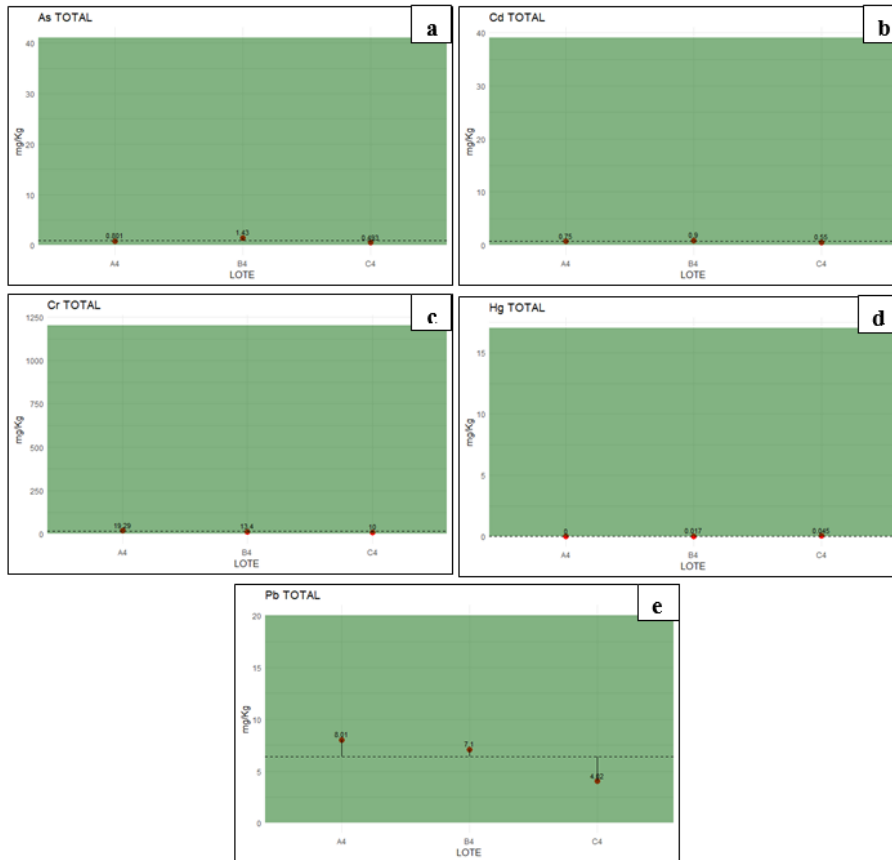 As TOTAL
a
40
30
20
10
0
mg/Kg
0.801
1.43
A4
B4
C4
LOTE
Cd TOTAL
b
40
30
20
10
0
mg/Kg
0.75
0.9
0.55
A4
B4
C4
LOTE
Cr TOTAL
c
1250
1000
750
500
250
0
mg/Kg
19.29
13.4
10
A4
B4
C4
LOTE
Hg TOTAL
d
15
10
5
0
mg/Kg
0
0.017
0.045
A4
B4
C4
LOTE
Pb TOTAL
e
20
15
10
5
0
mg/Kg
8.01
7.1
A4
B4
C4
LOTE